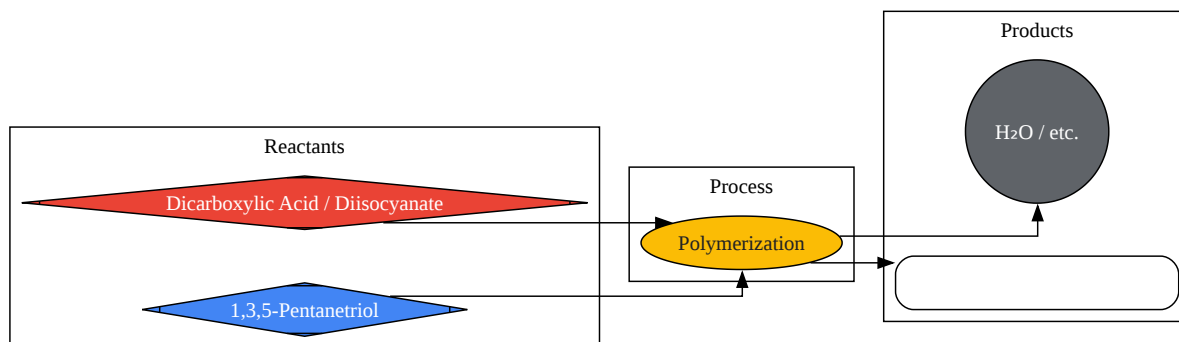 Products
H₂O / etc.
Reactants
Dicarboxylic Acid / Diisocyanate
Process
Polymerization
1,3,5-Pentanetriol